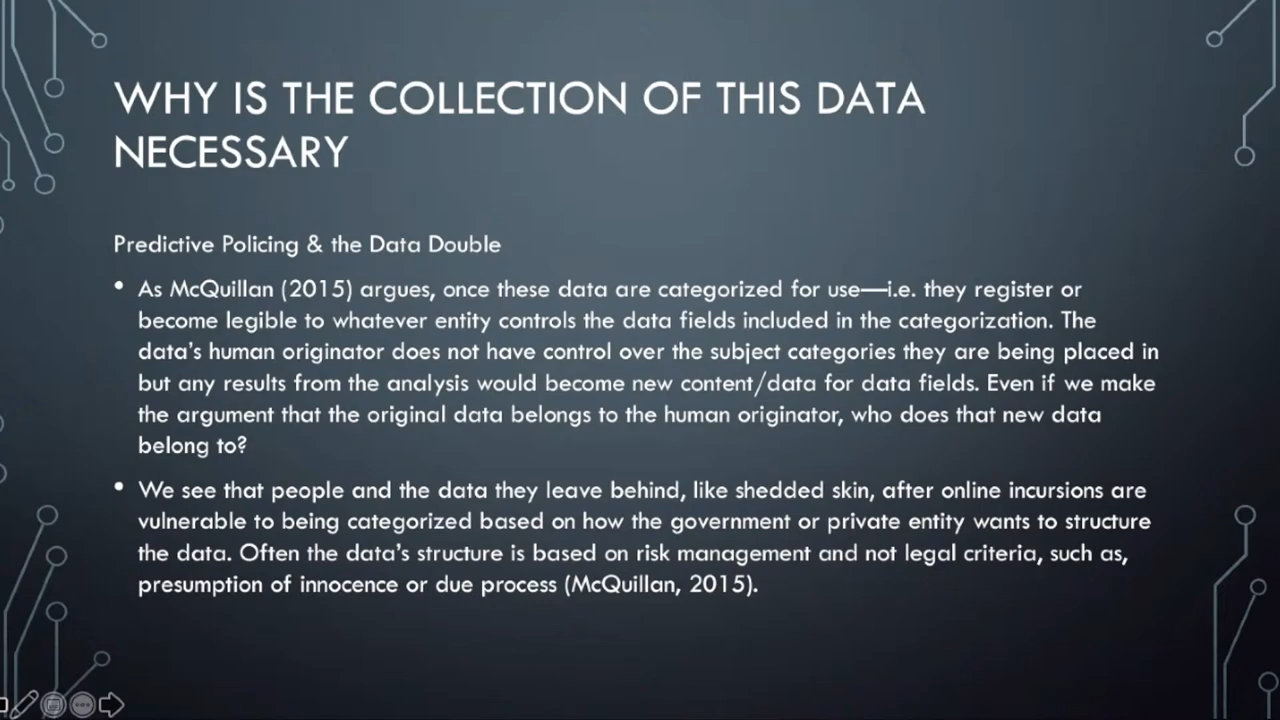 WHY IS THE COLLECTION OF THIS DATA
NECESSARY
Predictive Policing & the Data Double
• As McQuillan (2015) argues, once these data are categorized for use—i.e. they register or
become legible to whatever entity controls the data fields included in the categorization. The
data's human originator does not have control over the subject categories they are being placed in
but any results from the analysis would become new content/data for data fields. Even if we make
the argument that the original data belongs to the human originator, who does that new data
belong to?
• We see that people and the data they leave behind, like shedded skin, after online incursions are
vulnerable to being categorized based on how the government or private entity wants to structure
the data. Often the data's structure is based on risk management and not legal criteria, such as,
presumption of innocence or due process (McQuillan, 2015).